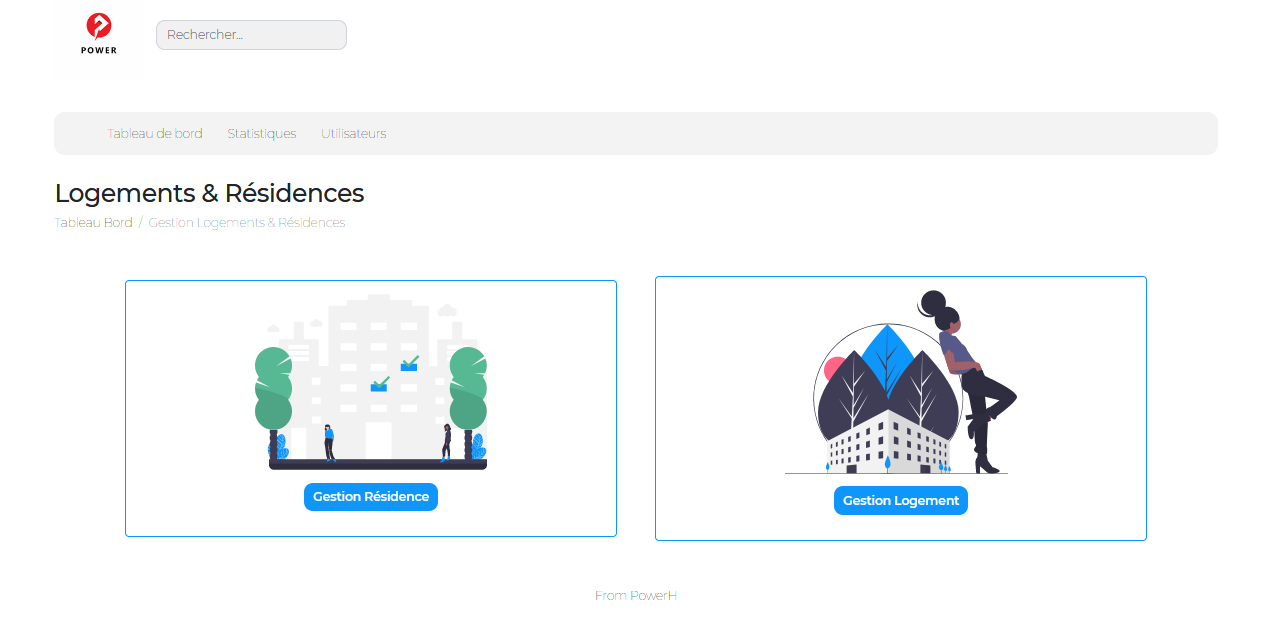 POWER
Rechercher...
Tableau de bord Statistiques Utilisateurs
Logements & Résidences
Tableau Bord / Gestion Logements & Résidences
Gestion Résidence
Gestion Logement
From PowerH